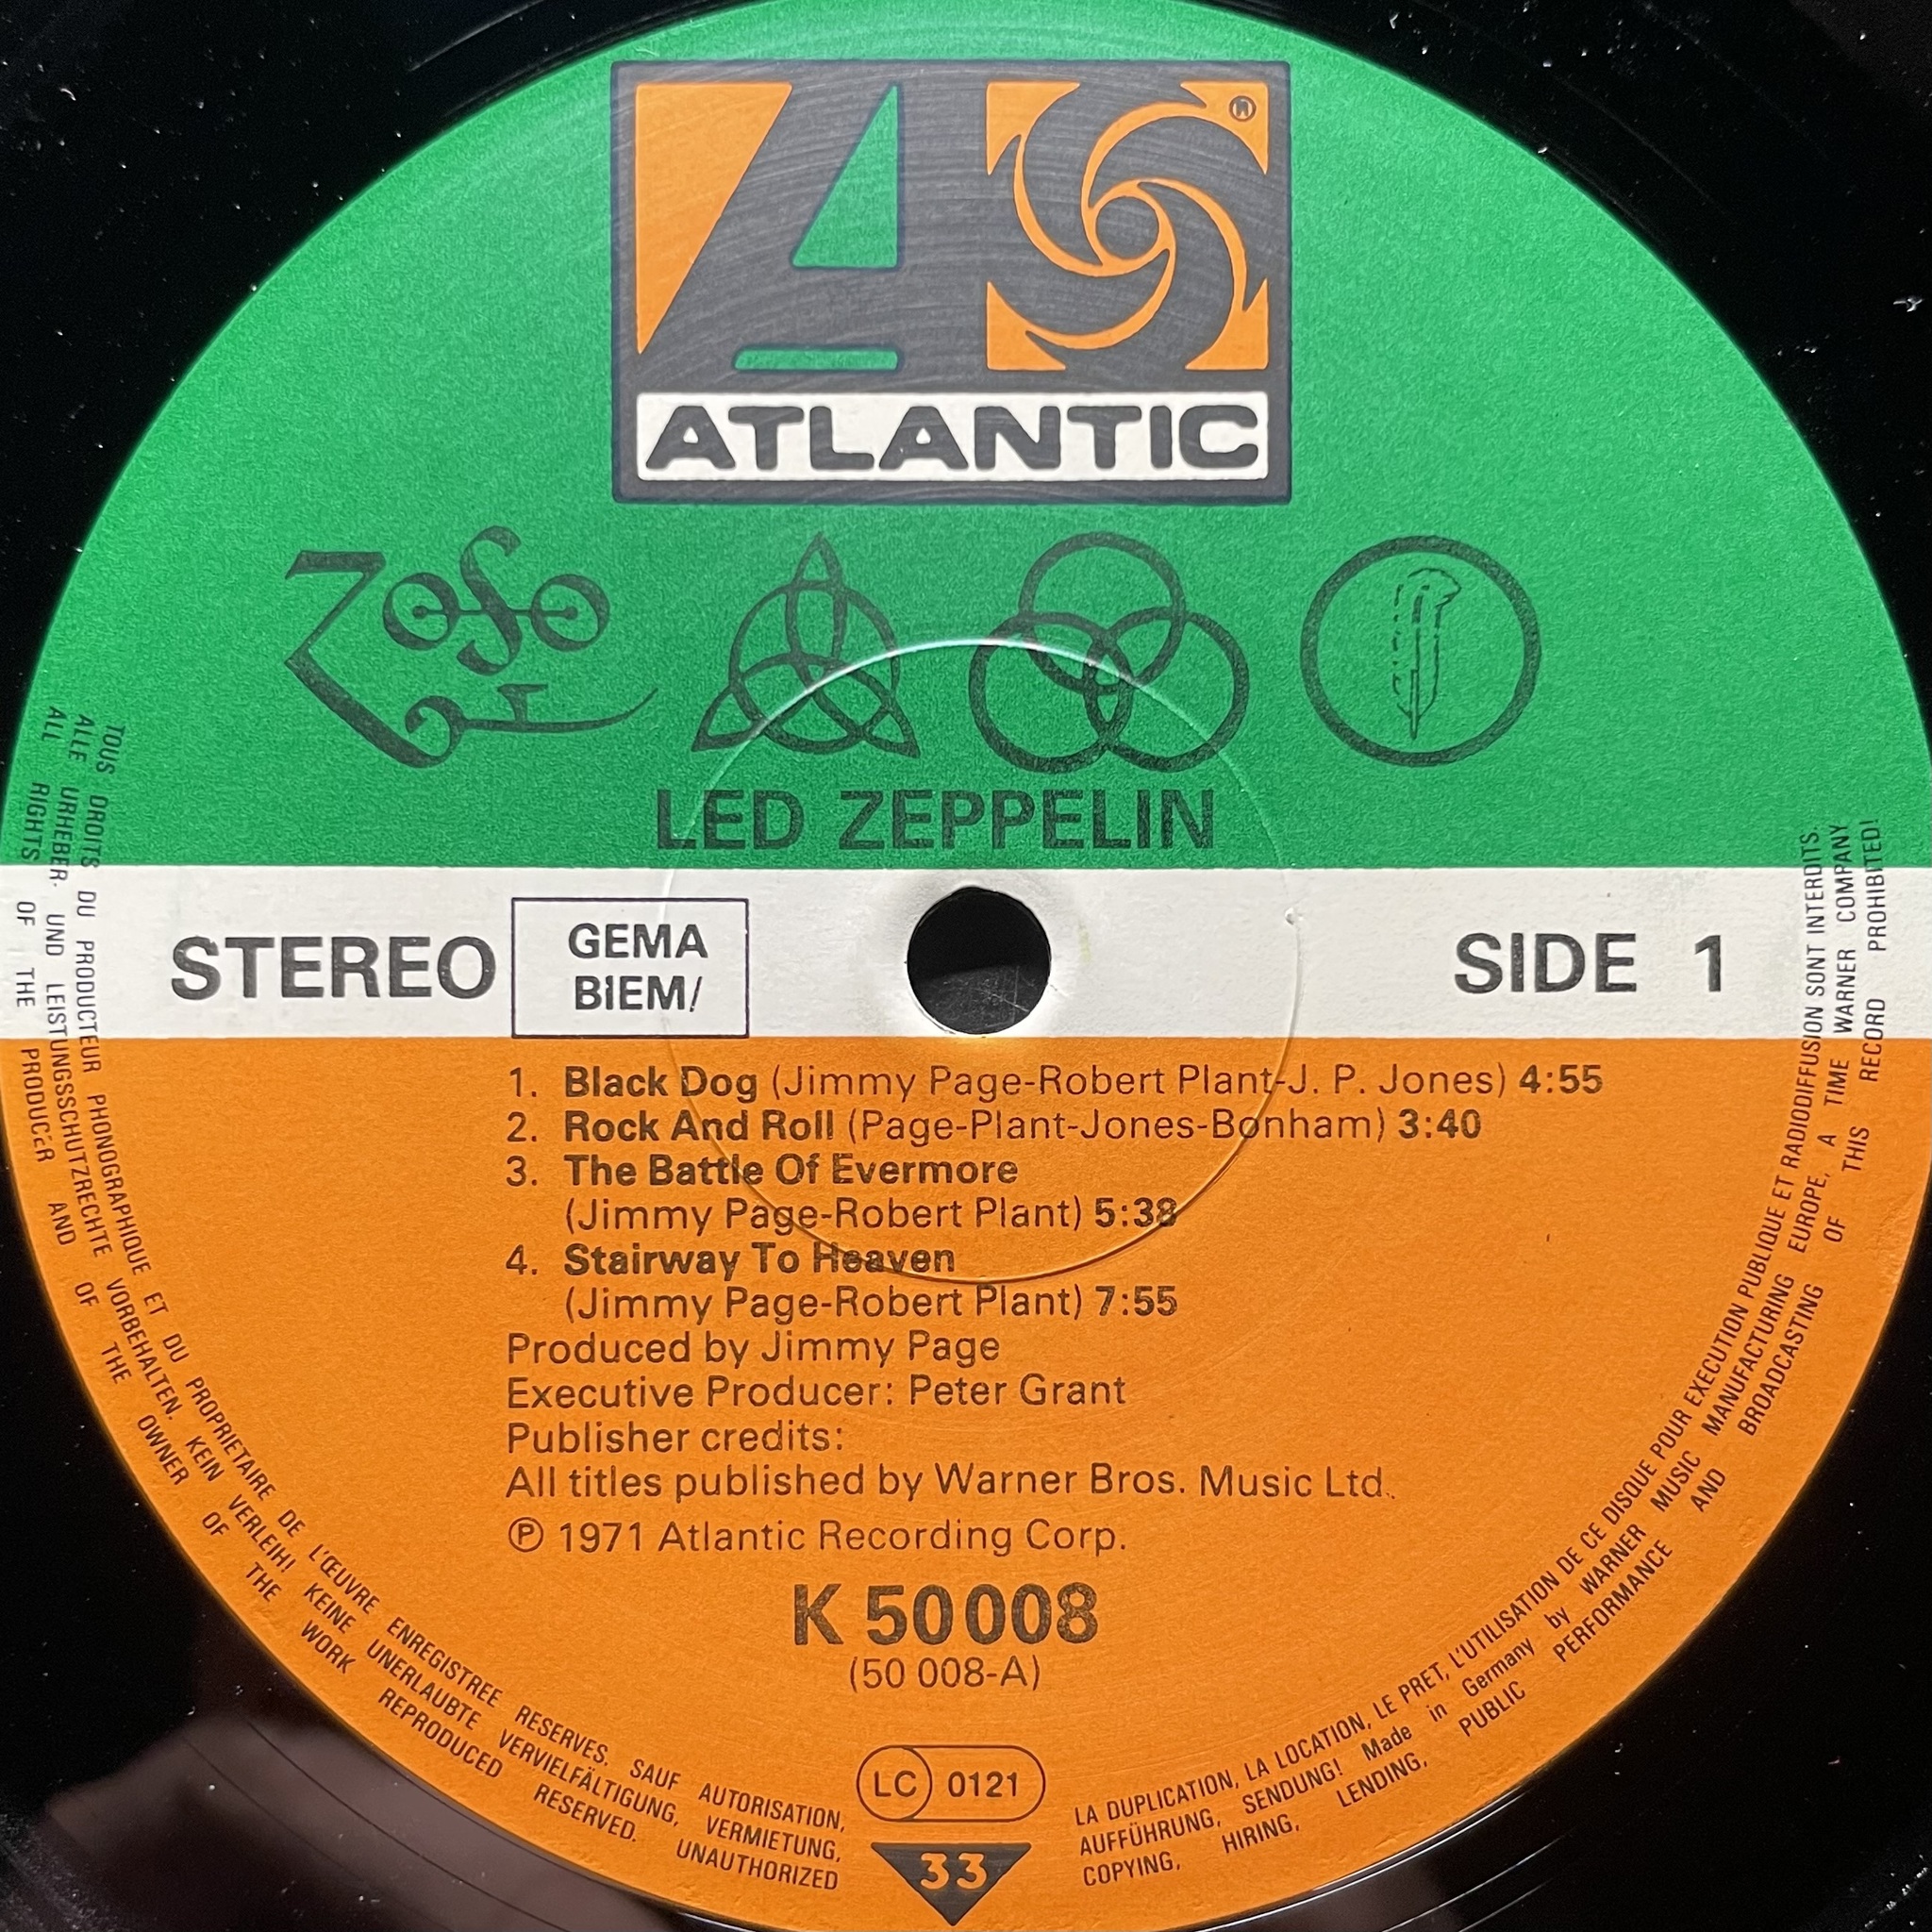 ATLANTIC
LED ZEPPELIN
STEREO
GEMA
BIEM/
SIDE 1
1. Black Dog (Jimmy Page-Robert Plant-J. P. Jones) 4:55
2. Rock And Roll (Page-Plant-Jones-Bonham) 3:40
3. The Battle Of Evermore
(Jimmy Page-Robert Plant) 5:38
4. Stairway To Heaven
(Jimmy Page-Robert Plant) 7:55
Produced by Jimmy Page
Executive Producer: Peter Grant
Publisher credits:
All titles published by Warner Bros. Music Ltd.
℗ 1971 Atlantic Recording Corp.
K 50 008
(50 008-A)
LC 0121
33
TOUS DROITS DU PRODUCTEUR PHONOGRAPHIQUE ET DU PROPRIETAIRE DE L'ŒUVRE ENREGISTREE RESERVES. SAUF AUTORISATION, LA DUPLICATION, LA LOCATION, LE PRET, L'UTILISATION DE CE DISQUE POUR EXECUTION PUBLIQUE ET RADIODIFFUSION SONT INTERDITS.
ALLE URHEBER- UND LEISTUNGSSCHUTZRECHTE VORBEHALTEN. KEIN VERLEIH! KEINE UNERLAUBTE VERVIELFÄLTIGUNG, VERMIETUNG, AUFFÜHRUNG, SENDUNG! Made in Germany by WARNER MUSIC MANUFACTURING EUROPE, A TIME WARNER COMPANY
ALL RIGHTS OF THE PRODUCER AND OF THE OWNER OF THE WORK REPRODUCED RESERVED. UNAUTHORIZED COPYING, HIRING, LENDING, PUBLIC PERFORMANCE AND BROADCASTING OF THIS RECORD PROHIBITED!